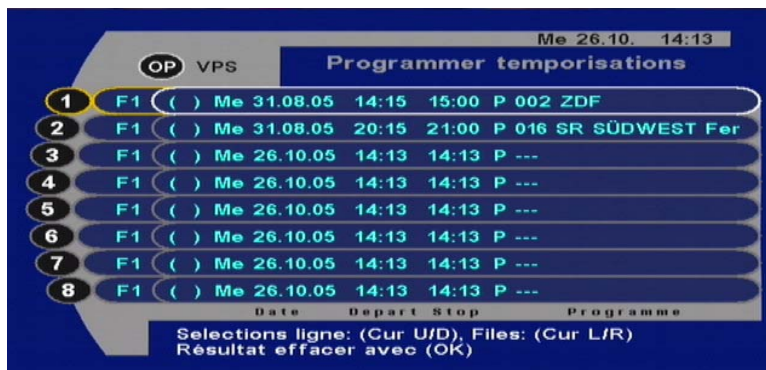 Me 26.10. 14:13
OP VPS Programmer temporisations
1 F1 ( ) Me 31.08.05 14:15 15:00 P 002 ZDF
2 F1 ( ) Me 31.08.05 20:15 21:00 P 016 SR SÜDWEST Fer
3 F1 ( ) Me 26.10.05 14:13 14:13 P ---
4 F1 ( ) Me 26.10.05 14:13 14:13 P ---
5 F1 ( ) Me 26.10.05 14:13 14:13 P ---
6 F1 ( ) Me 26.10.05 14:13 14:13 P ---
7 F1 ( ) Me 26.10.05 14:13 14:13 P ---
8 F1 ( ) Me 26.10.05 14:13 14:13 P ---
Date Depart Stop Programme
Selections ligne: (Cur U/D), Files: (Cur L/R)
Résultat effacer avec (OK)